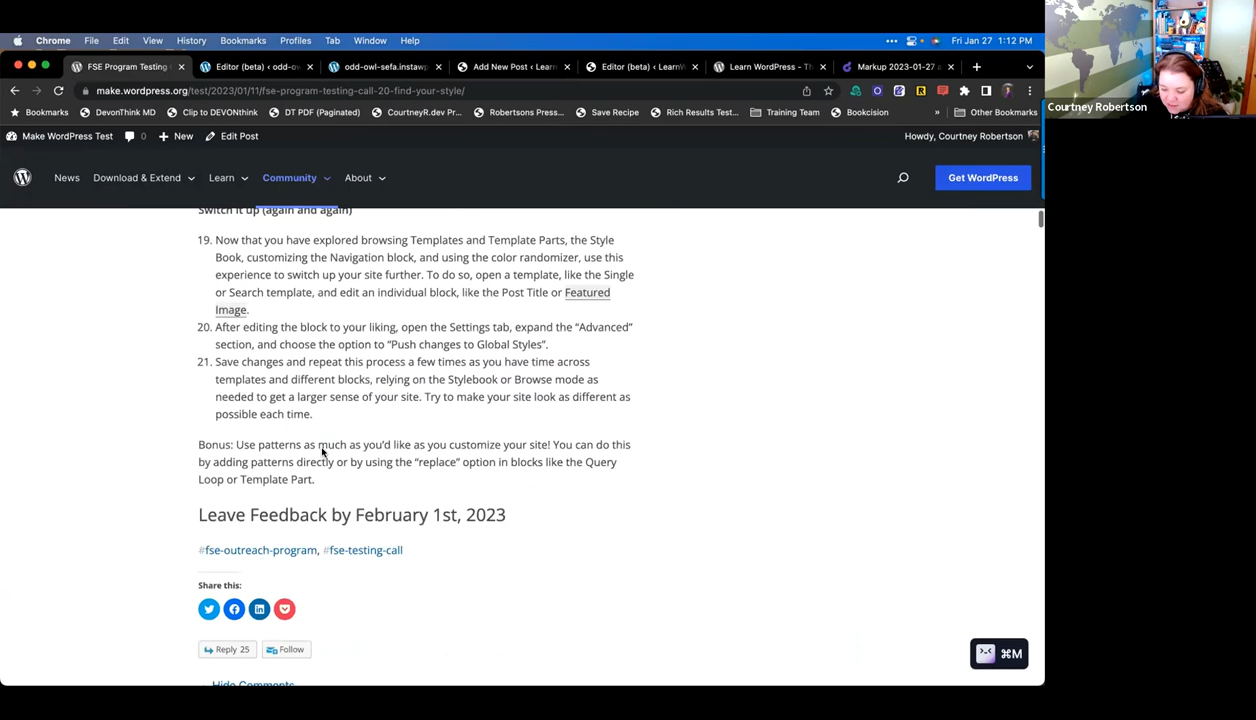 Chrome File Edit View History Bookmarks Profiles Tab Window Help ••• Fri Jan 27 1:12 PM
FSE Program Testing Editor (beta) ‹ odd-ow odd-owl-sefa.instawp Add New Post ‹ Learn Editor (beta) ‹ LearnW Learn WordPress - Th Markup 2023-01-27 a
make.wordpress.org/test/2023/01/11/fse-program-testing-call-20-find-your-style/
Bookmarks DevonThink MD Clip to DEVONthink DT PDF (Paginated) CourtneyR.dev Pr... Robertsons Press... Save Recipe Rich Results Test... Training Team Bookcision » Other Bookmarks
Courtney Robertson
Make WordPress Test New Edit Post Howdy, Courtney Robertson
News Download & Extend Learn Community About Get WordPress
Switch it up (again and again)
19. Now that you have explored browsing Templates and Template Parts, the Style
Book, customizing the Navigation block, and using the color randomizer, use this
experience to switch up your site further. To do so, open a template, like the Single
or Search template, and edit an individual block, like the Post Title or Featured
Image.
20. After editing the block to your liking, open the Settings tab, expand the “Advanced”
section, and choose the option to “Push changes to Global Styles”.
21. Save changes and repeat this process a few times as you have time across
templates and different blocks, relying on the Stylebook or Browse mode as
needed to get a larger sense of your site. Try to make your site look as different as
possible each time.
Bonus: Use patterns as much as you’d like as you customize your site! You can do this
by adding patterns directly or by using the “replace” option in blocks like the Query
Loop or Template Part.
Leave Feedback by February 1st, 2023
#fse-outreach-program, #fse-testing-call
Share this:
Reply 25 Follow
Hide Comments
⌘M